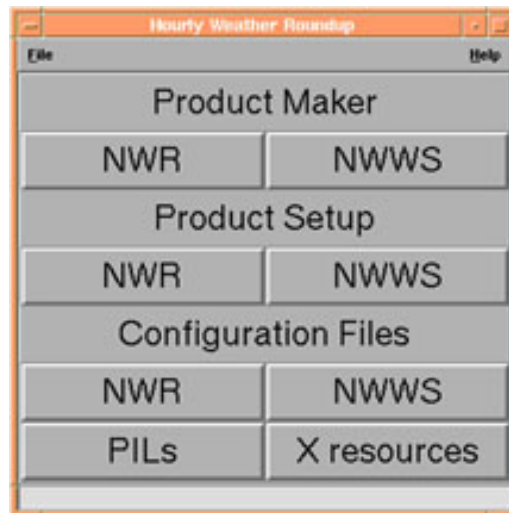 Hourly Weather Roundup
File Help
Product Maker
NWR NWWS
Product Setup
NWR NWWS
Configuration Files
NWR NWWS
PILs X resources